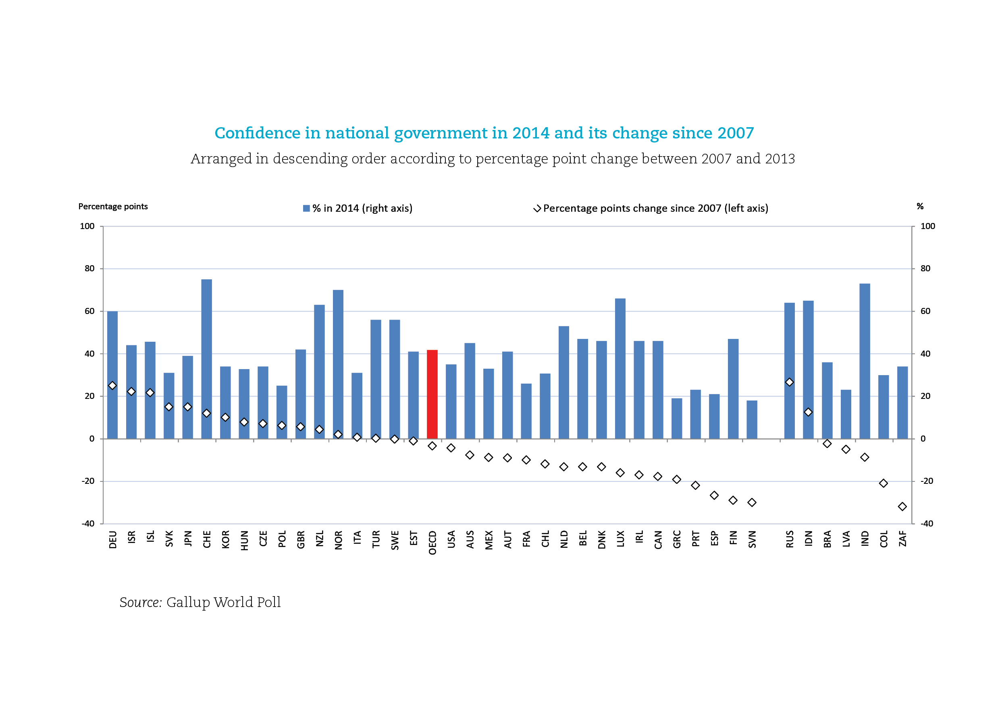 Confidence in national government in 2014 and its change since 2007
Arranged in descending order according to percentage point change between 2007 and 2013
Percentage points
% in 2014 (right axis)
Percentage points change since 2007 (left axis)
%
100 100
80 80
60 60
40 40
20 20
0 0
-20 -20
-40 -40
DEU ISR ISL SVK JPN CHE KOR HUN CZE POL GBR NZL NOR ITA TUR SWE EST OECD USA AUS MEX AUT FRA CHL NLD BEL DNK LUX IRL CAN GRC PRT ESP FIN SVN RUS IDN BRA LVA IND COL ZAF
Source: Gallup World Poll